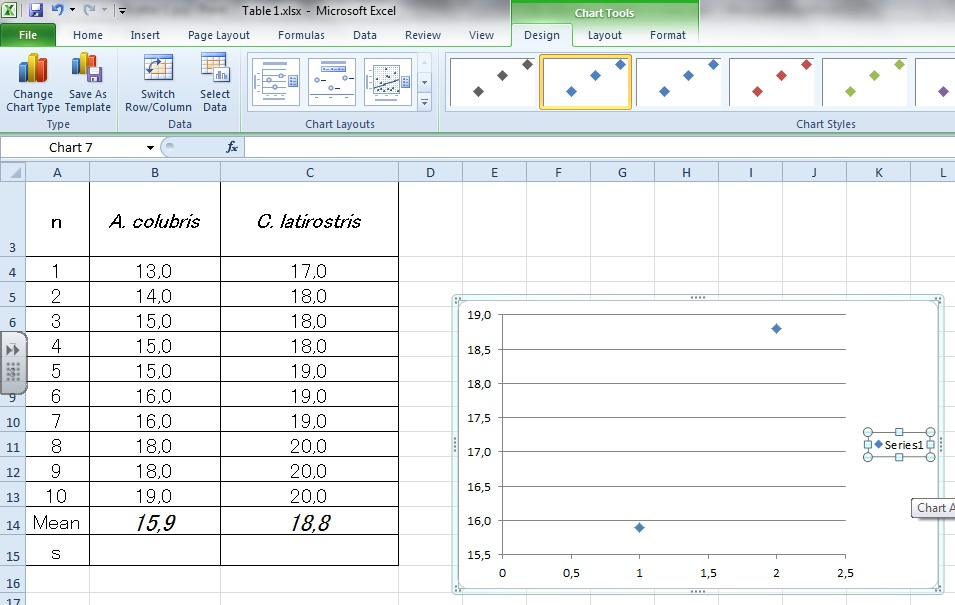 Table1.xlsx - Microsoft Excel
Chart Tools
File Home Insert Page Layout Formulas Data Review View Design Layout Format
Change Chart Type
Save As Template
Switch Row/Column
Select Data
Type Data Chart Layouts Chart Styles
Chart 7 fx
A B C D E F G H I J K L
3 n A. colubris C. latirostris
4 1 13,0 17,0
5 2 14,0 18,0
6 3 15,0 18,0
4 15,0 18,0
5 15,0 19,0
9 6 16,0 19,0
10 7 16,0 19,0
11 8 18,0 20,0
12 9 18,0 20,0
13 10 19,0 20,0
14 Mean 15,9 18,8
15 s
16
17
19,0
18,5
18,0
17,5
17,0
16,5
16,0
15,5
0 0,5 1 1,5 2 2,5
Series1
Chart A